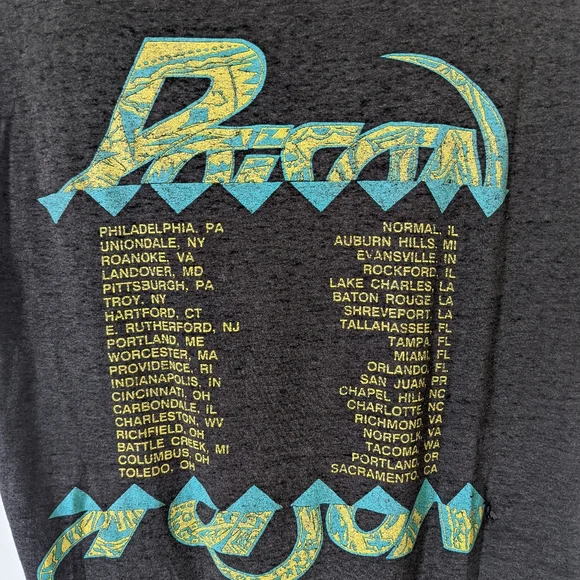 Poison
PHILADELPHIA, PA
UNIONDALE, NY
ROANOKE, VA
LANDOVER, MD
PITTSBURGH, PA
TROY, NY
HARTFORD, CT
E. RUTHERFORD, NJ
PORTLAND, ME
WORCESTER, MA
PROVIDENCE, RI
INDIANAPOLIS, IN
CINCINNATI, OH
CARBONDALE, IL
CHARLESTON, WV
RICHFIELD, OH
BATTLE CREEK, MI
COLUMBUS, OH
TOLEDO, OH
NORMAL, IL
AUBURN HILLS, MI
EVANSVILLE, IN
ROCKFORD, IL
LAKE CHARLES, LA
BATON ROUGE, LA
SHREVEPORT, LA
TALLAHASSEE, FL
TAMPA, FL
MIAMI, FL
ORLANDO, FL
SAN JUAN, PR
CHAPEL HILL, NC
CHARLOTTE, NC
RICHMOND, VA
NORFOLK, VA
TACOMA, WA
PORTLAND, OR
SACRAMENTO, CA